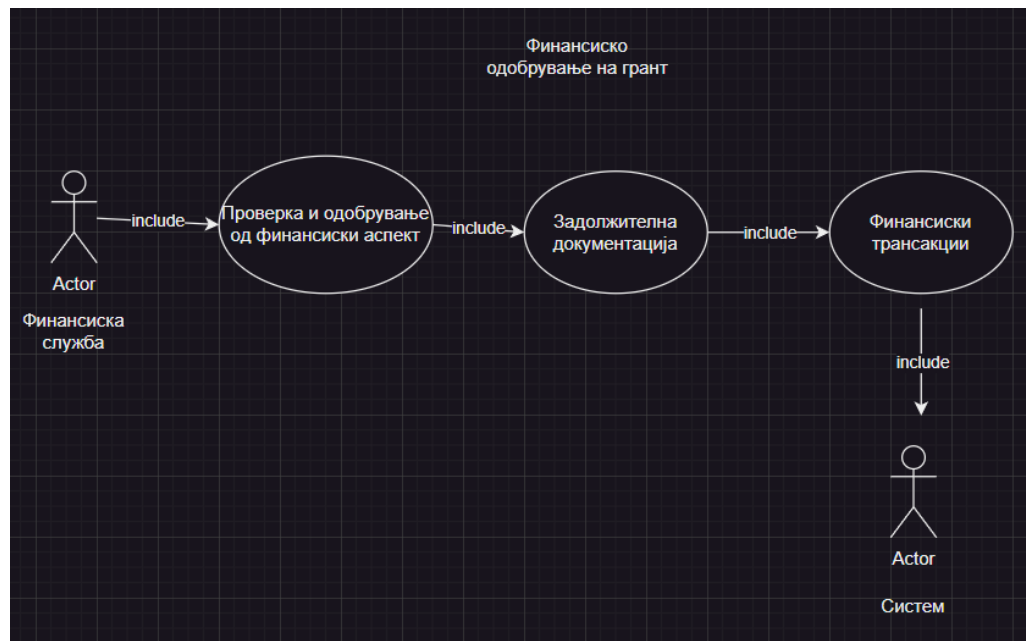 Финансиско
одобрување на грант
include
Проверка и одобрување
од финансиски аспект
include
Задолжителна
документација
include
Финансиски
трансакции
Actor
Финансиска
служба
include
Actor
Систем